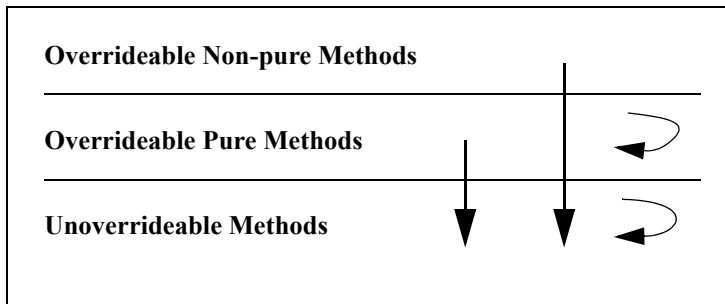 Overrideable Non-pure Methods
Overrideable Pure Methods
Unoverrideable Methods